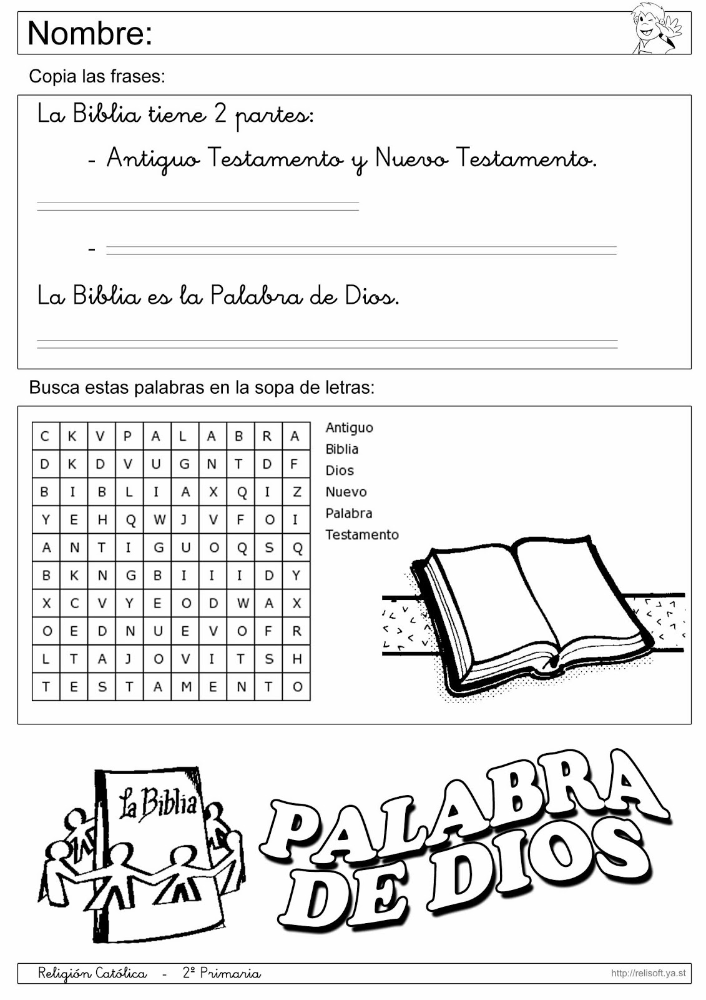 Nombre:
Copia las frases:
La Biblia tiene 2 partes:
- Antiguo Testamento y Nuevo Testamento.
-
La Biblia es la Palabra de Dios.
Busca estas palabras en la sopa de letras:
C K V P A L A B R A
D K D V U G N T D F
B I B L I A X Q I Z
Y E H Q W J V F O I
A N T I G U O Q S Q
B K N G B I I I D Y
X C V Y E O D W A X
O E D N U E V O F R
L T A J O V I T S H
T E S T A M E N T O
Antiguo
Biblia
Dios
Nuevo
Palabra
Testamento
La Biblia
PALABRA
DE DIOS
Religión Católica - 2º Primaria
http://relisoft.ya.st